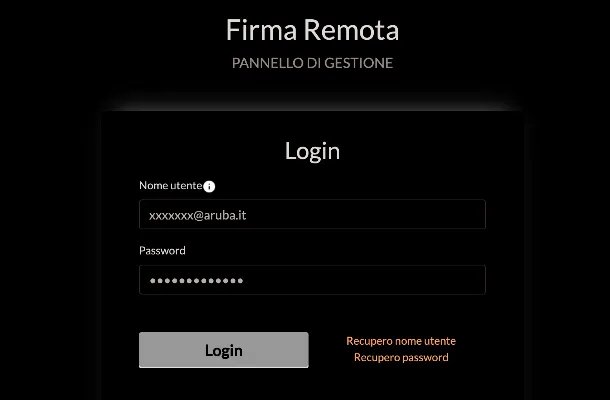 Firma Remota
PANNELLO DI GESTIONE
Login
Nome utente i
xxxxxxx@aruba.it
Password
•••••••••••••
Login
Recupero nome utente
Recupero password